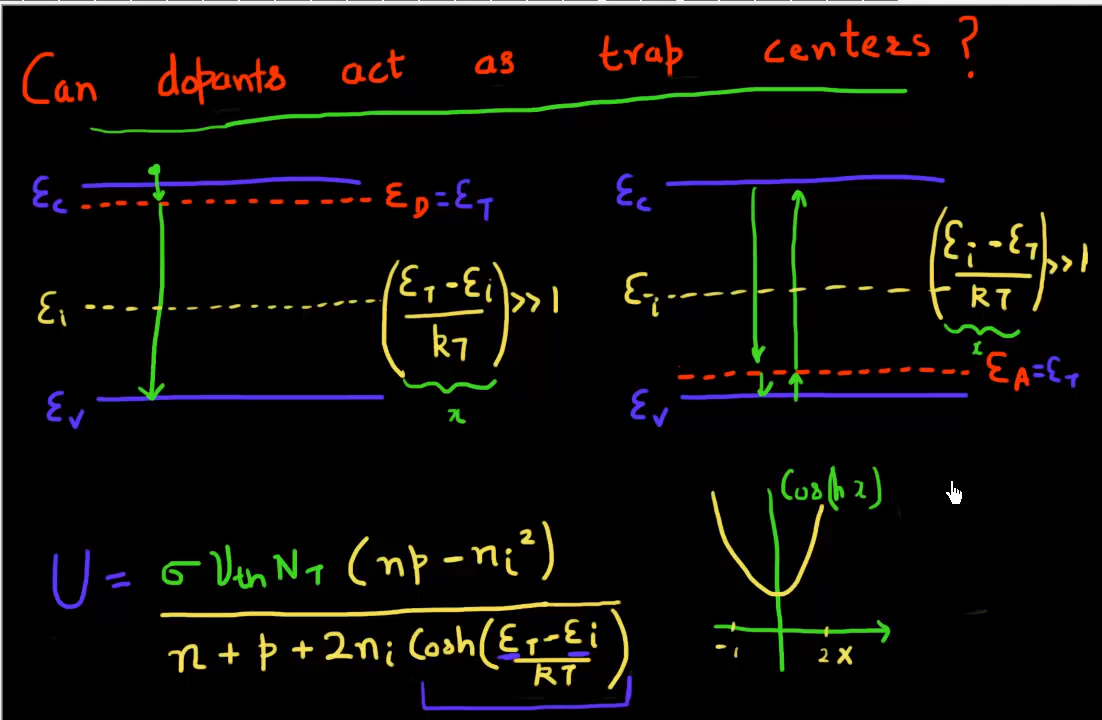 Can dopants act as trap centers?
εc
εD = εT
εi
(εT - εi / kT) >> 1
x
εv
εc
εi
(εi - εT / kT) >> 1
x
εA = εT
εv
Cosh(x)
-1 2 x
U = σ νth NT (np - ni²) / n + p + 2ni Cosh(εT - εi / kT)